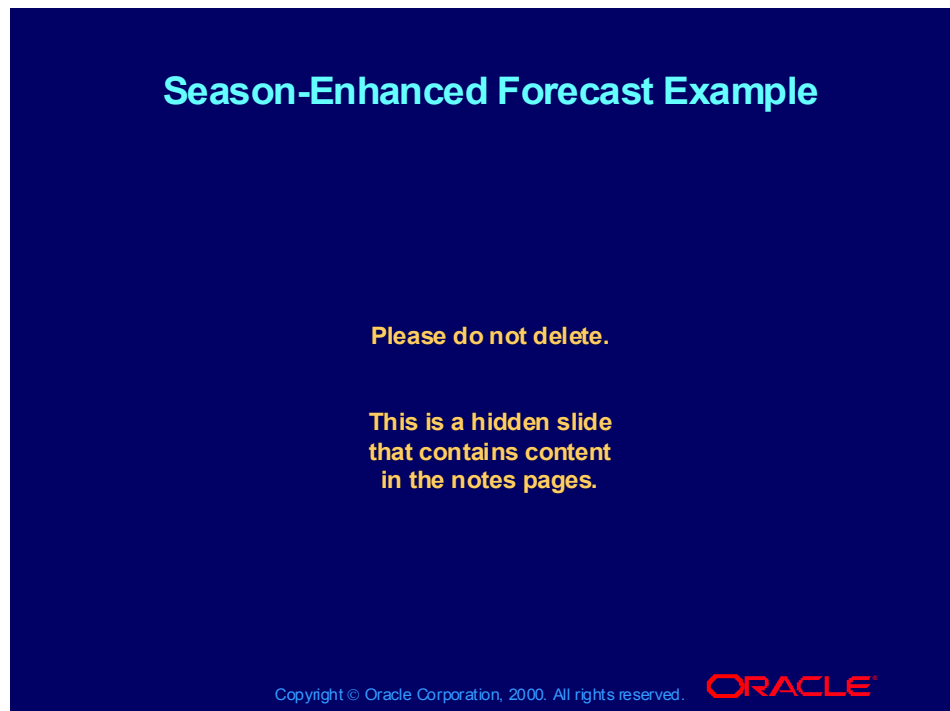 Season-Enhanced Forecast Example
Please do not delete.
This is a hidden slide
that contains content
in the notes pages.
Copyright © Oracle Corporation, 2000. All rights reserved.
ORACLE®